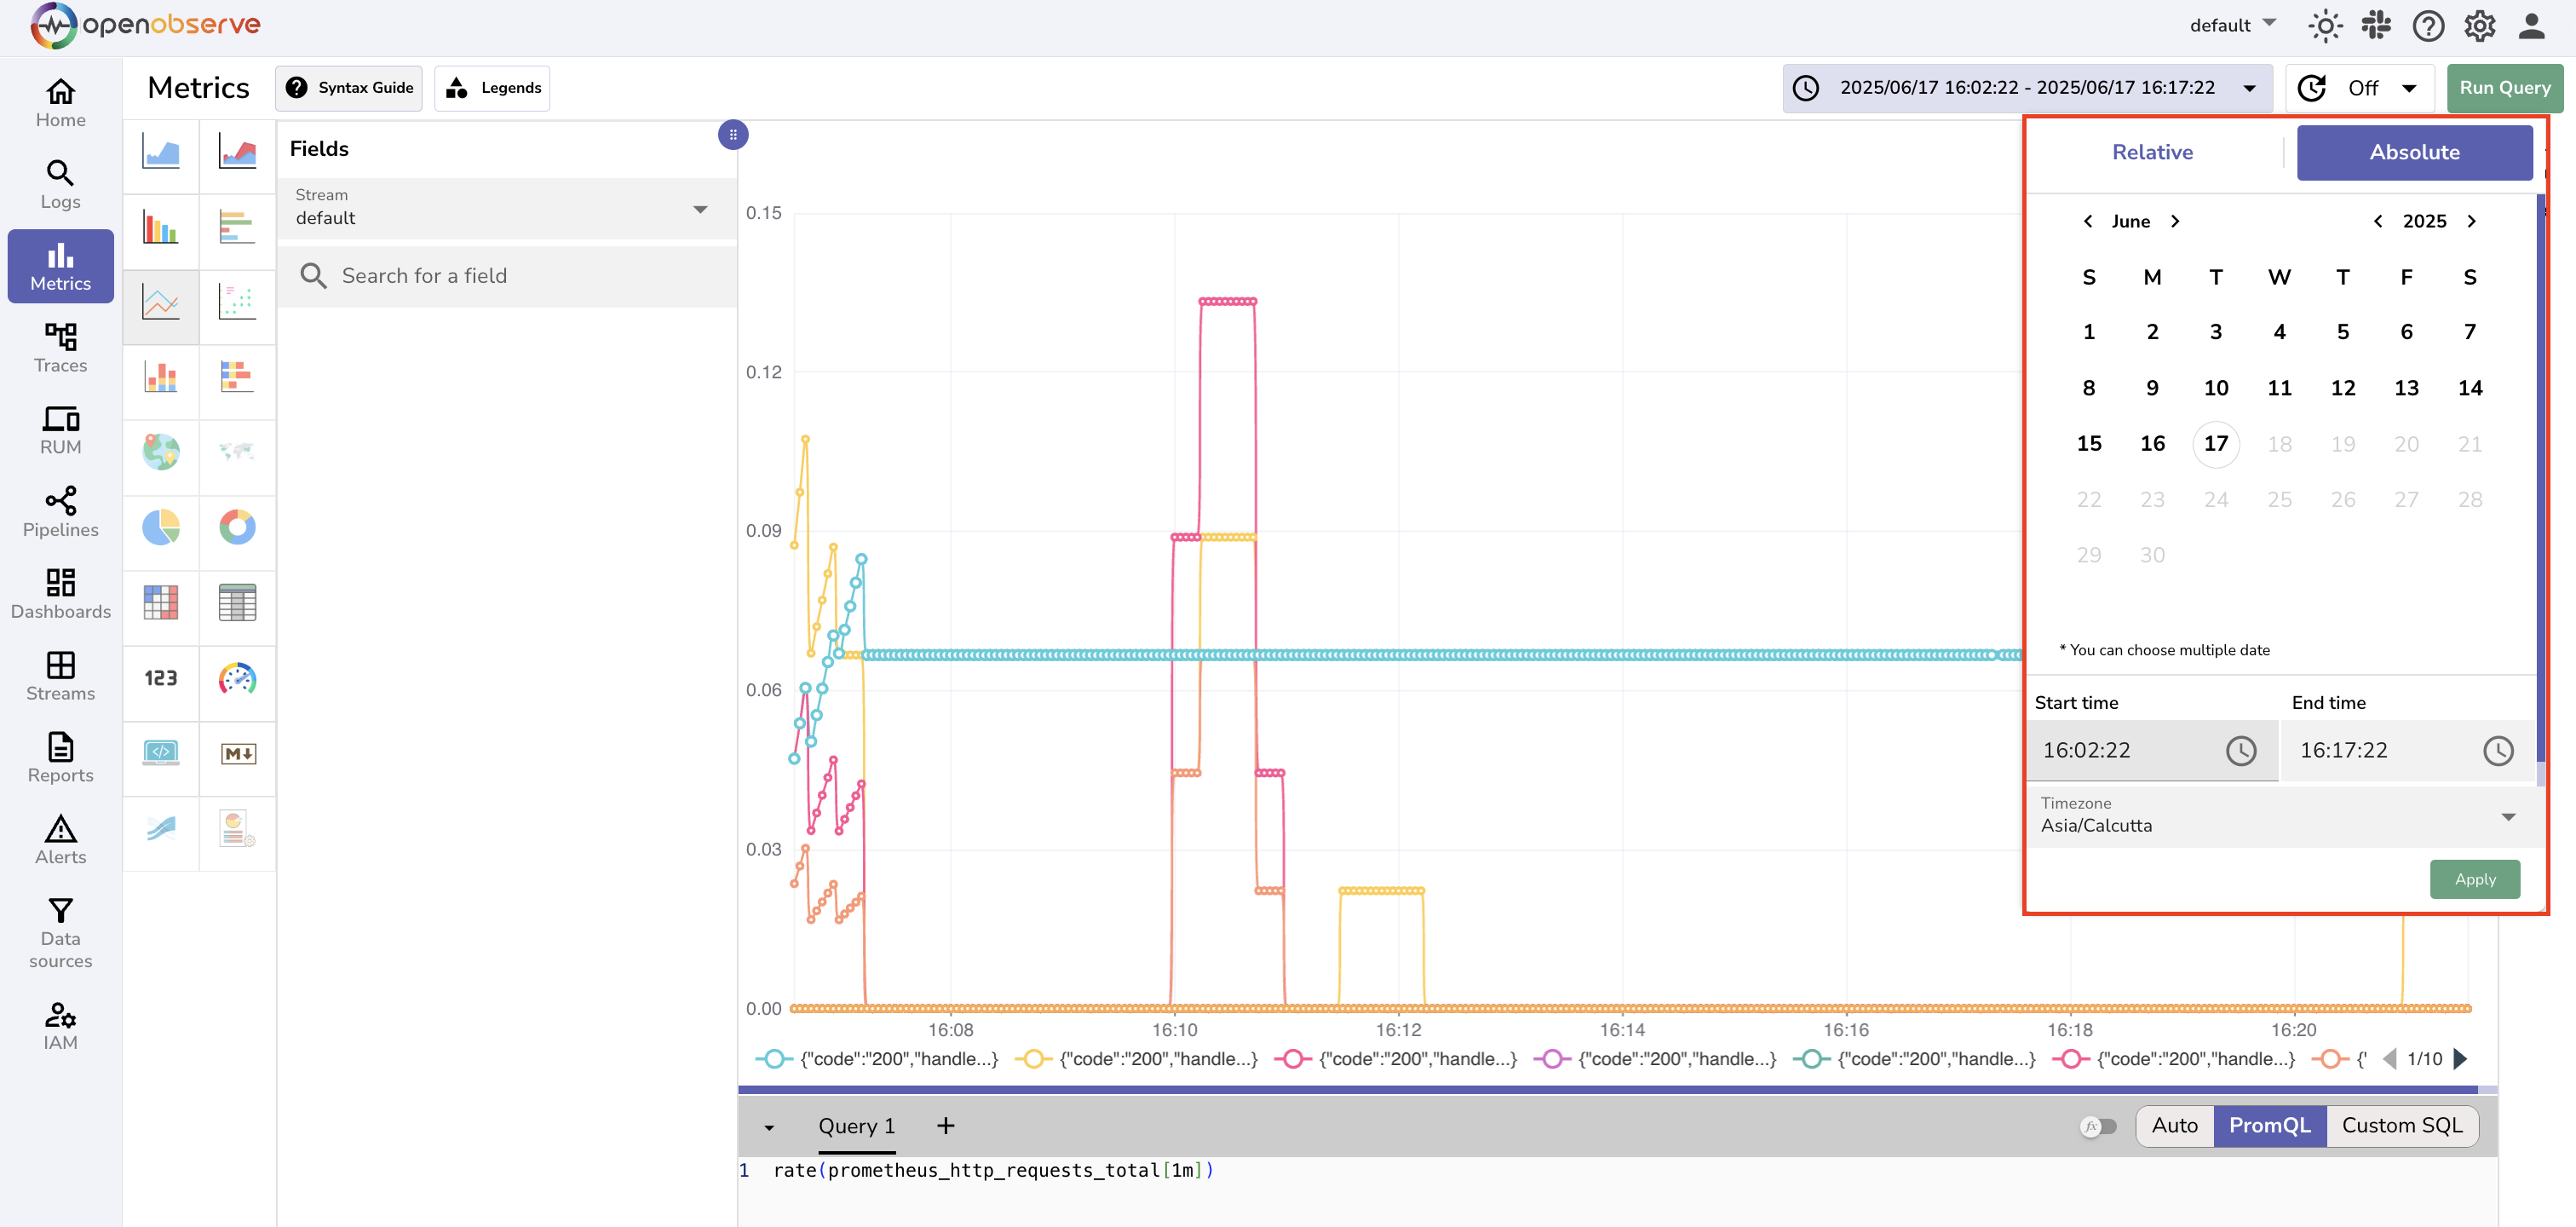 openobserve
default
Home
Logs
Metrics
Traces
RUM
Pipelines
Dashboards
Streams
Reports
Alerts
Data
sources
IAM
Metrics
Syntax Guide
Legends
2025/06/17 16:02:22 - 2025/06/17 16:17:22
Off
Run Query
123
Fields
Stream
default
Search for a field
0.15
0.12
0.09
0.06
0.03
0.00
16:08 16:10 16:12 16:14 16:16 16:18 16:20
{"code":"200","handle...} {"code":"200","handle...} {"code":"200","handle...} {"code":"200","handle...} {"code":"200","handle...} {"code":"200","handle...} {" 1/10
Relative Absolute
June 2025
S M T W T F S
1 2 3 4 5 6 7
8 9 10 11 12 13 14
15 16 17 18 19 20 21
22 23 24 25 26 27 28
29 30
* You can choose multiple date
Start time End time
16:02:22 16:17:22
Timezone
Asia/Calcutta
Apply
Query 1 +
fx
Auto PromQL Custom SQL
1 rate(prometheus_http_requests_total[1m])